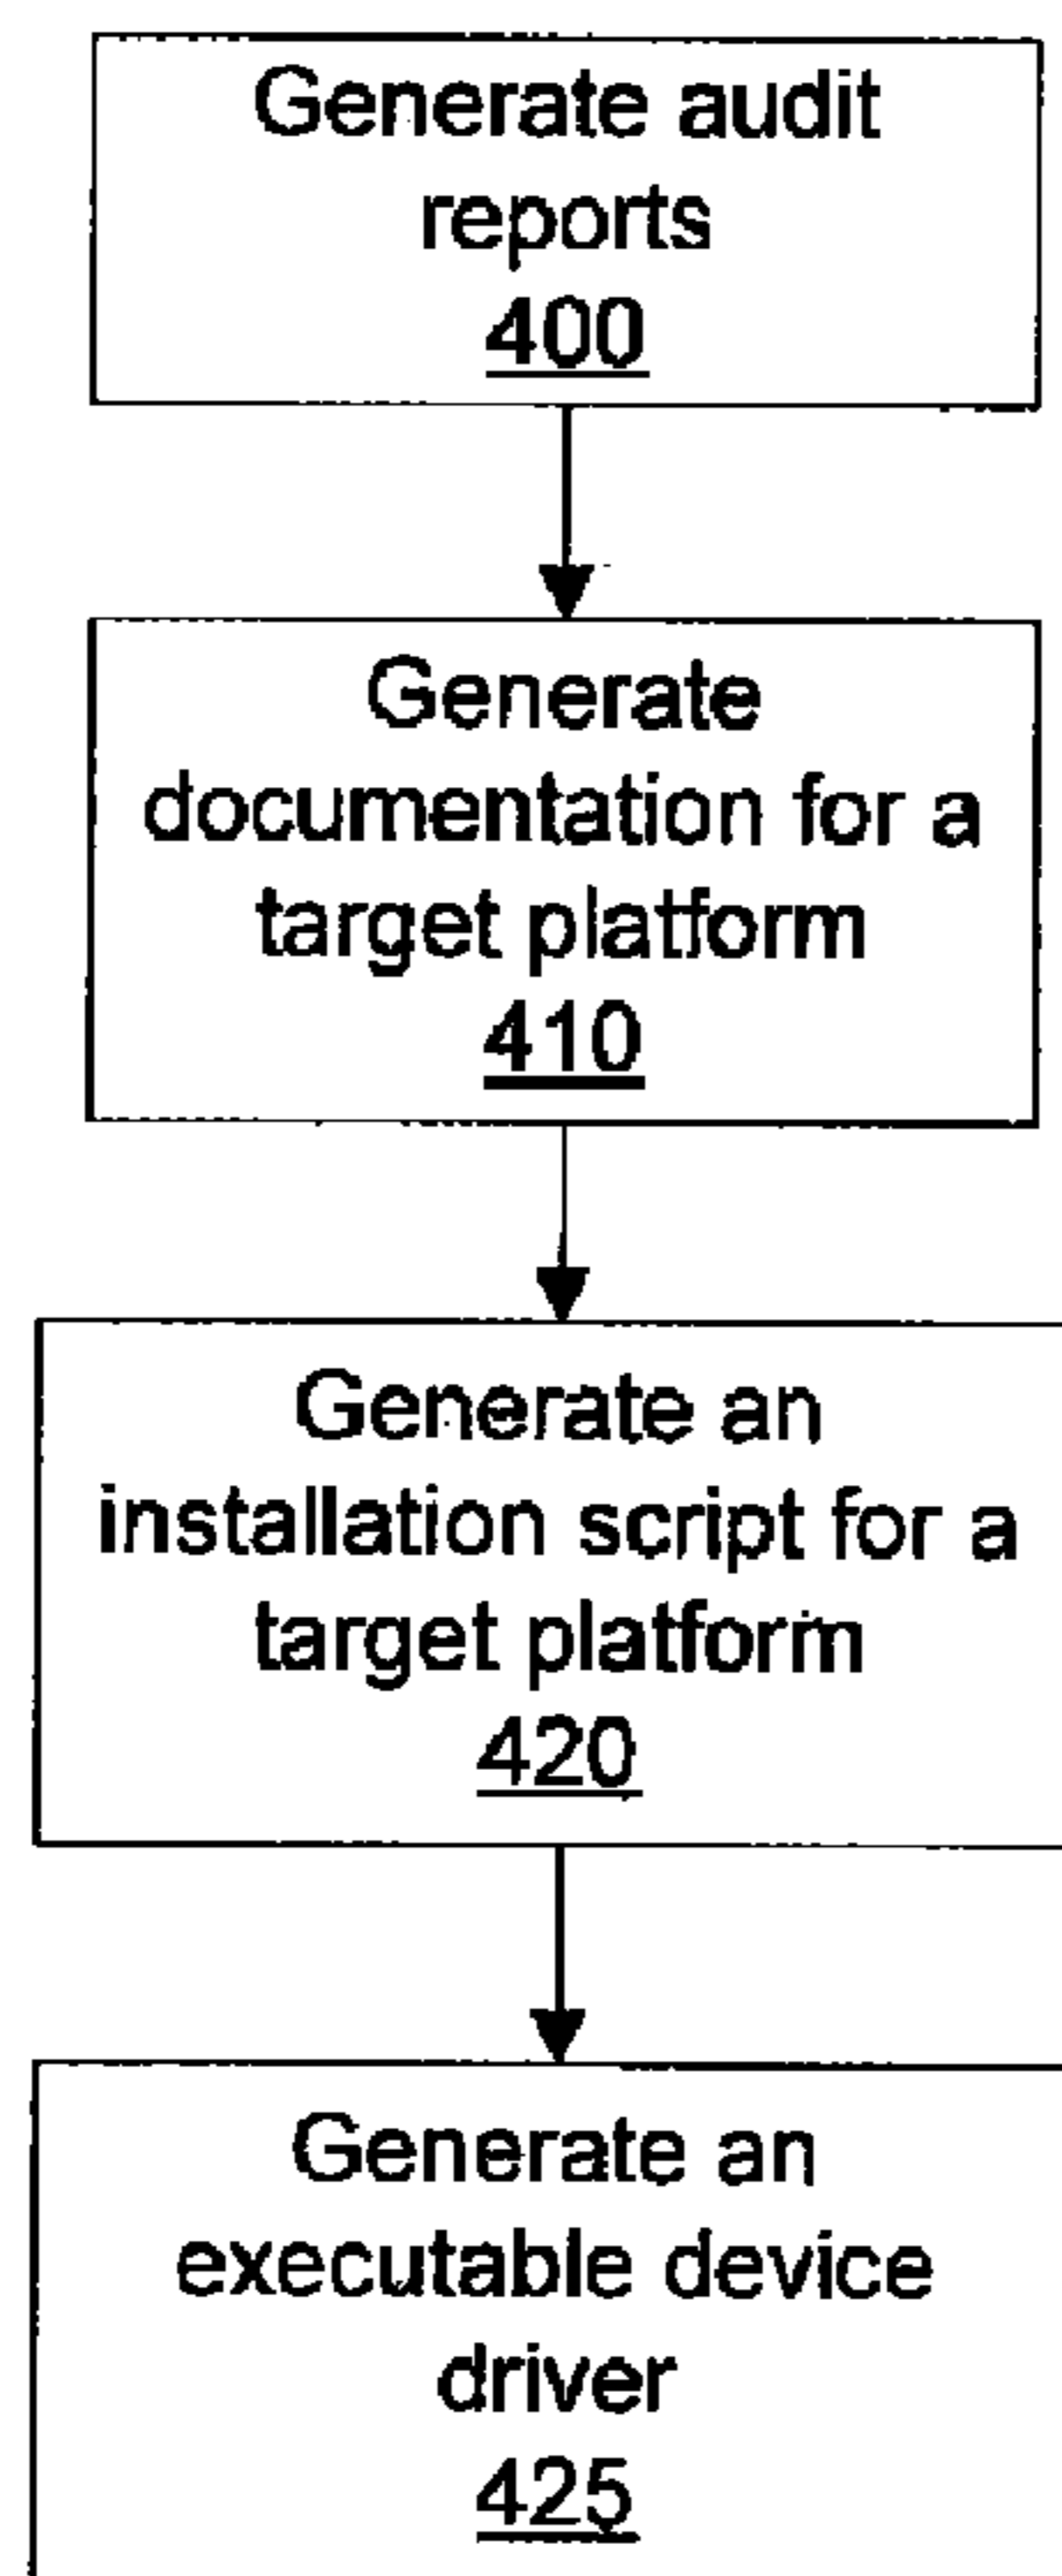 Generate audit
reports
400
Generate
documentation for a
target platform
410
Generate an
installation script for a
target platform
420
Generate an
executable device
driver
425